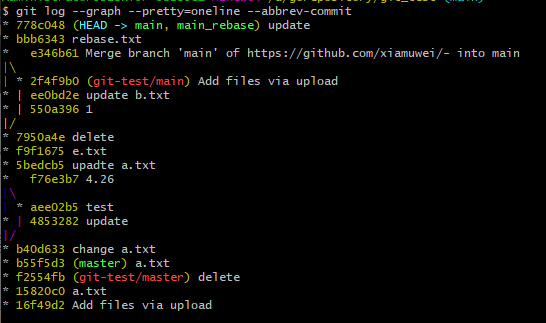 $ git log --graph --pretty=oneline --abbrev-commit
* 778c048 (HEAD -> main, main_rebase) update
* bbb6343 rebase.txt
*   e346b61 Merge branch 'main' of https://github.com/xiamuwei/- into main
|\
| * 2f4f9b0 (git-test/main) Add files via upload
* | ee0bd2e update b.txt
* | 550a396 1
|/
* 7950a4e delete
* f9f1675 e.txt
* 5bedcb5 upadte a.txt
*   f76e3b7 4.26
|\
| * aee02b5 test
* | 4853282 update
|/
* b40d633 change a.txt
* b55f5d3 (master) a.txt
* f2554fb (git-test/master) delete
* 15820c0 a.txt
* 16f49d2 Add files via upload